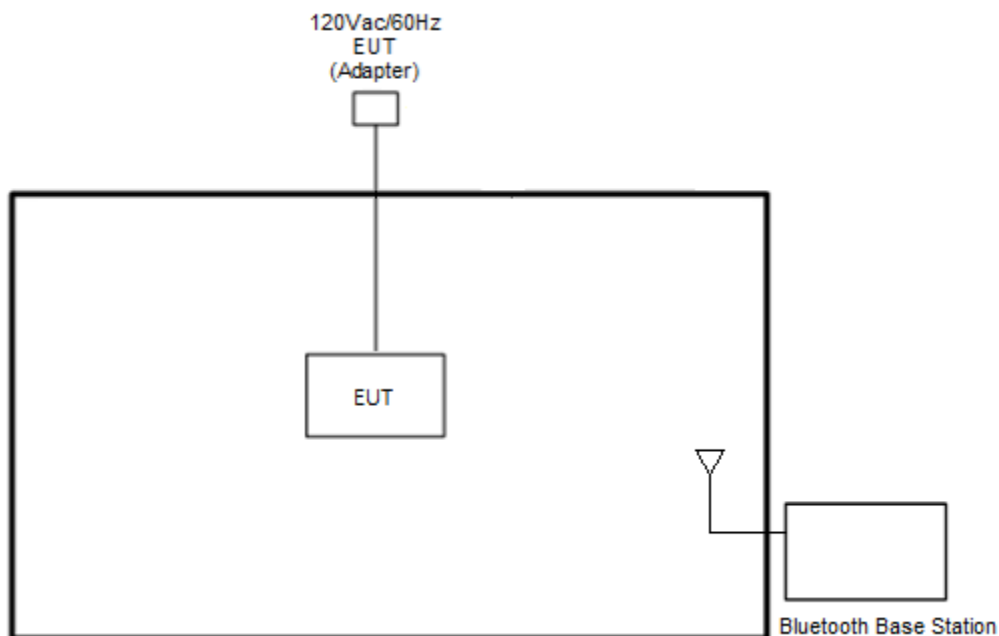 120Vac/60Hz
EUT
(Adapter)
EUT
Bluetooth Base Station